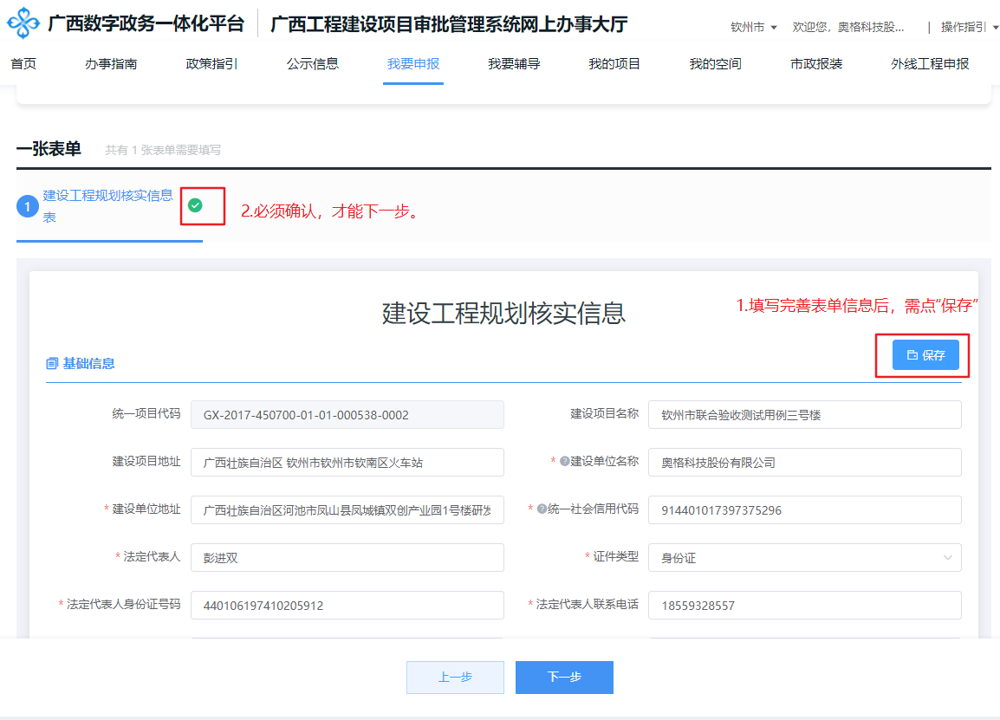 广西数字政务一体化平台 广西工程建设项目审批管理系统网上办事大厅 钦州市 欢迎您，奥格科技股... | 操作指引
首页 办事指南 政策指引 公示信息 我要申报 我要辅导 我的项目 我的空间 市政报装 外线工程申报
一张表单 共有 1 张表单需要填写
1 建设工程规划核实信息
表
2.必须确认，才能下一步。
建设工程规划核实信息
1.填写完善表单信息后，需点“保存”
基础信息 保存
统一项目代码 GX-2017-450700-01-01-000538-0002 建设项目名称 钦州市联合验收测试用例三号楼
建设项目地址 广西壮族自治区 钦州市钦州市钦南区火车站 * 建设单位名称 奥格科技股份有限公司
* 建设单位地址 广西壮族自治区河池市凤山县凤城镇双创产业园1号楼研发 * 统一社会信用代码 914401017397375296
* 法定代表人 彭进双 * 证件类型 身份证
* 法定代表人身份证号码 440106197410205912 * 法定代表人联系电话 18559328557
上一步 下一步